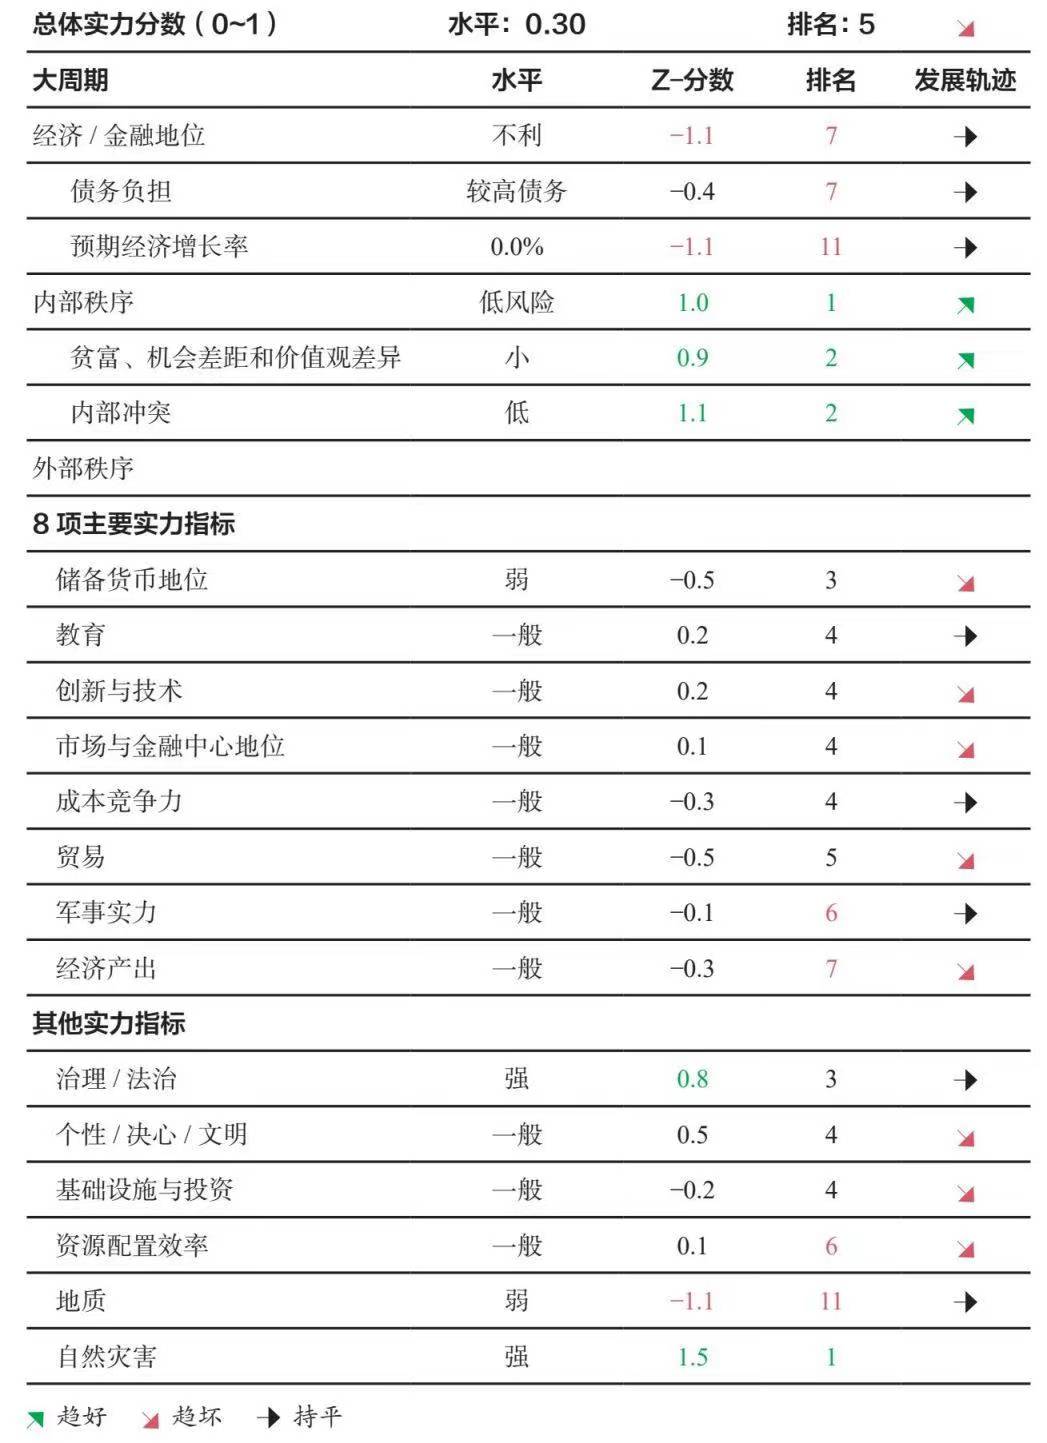 总体实力分数（0~1） 水平：0.30 排名：5
大周期 水平 Z-分数 排名 发展轨迹
经济 / 金融地位 不利 −1.1 7
债务负担 较高债务 −0.4 7
预期经济增长率 0.0% −1.1 11
内部秩序 低风险 1.0 1
贫富、机会差距和价值观差异 小 0.9 2
内部冲突 低 1.1 2
外部秩序
8 项主要实力指标
储备货币地位 弱 −0.5 3
教育 一般 0.2 4
创新与技术 一般 0.2 4
市场与金融中心地位 一般 0.1 4
成本竞争力 一般 −0.3 4
贸易 一般 −0.5 5
军事实力 一般 −0.1 6
经济产出 一般 −0.3 7
其他实力指标
治理 / 法治 强 0.8 3
个性 / 决心 / 文明 一般 0.5 4
基础设施与投资 一般 −0.2 4
资源配置效率 一般 0.1 6
地质 弱 −1.1 11
自然灾害 强 1.5 1
趋好 趋坏 持平